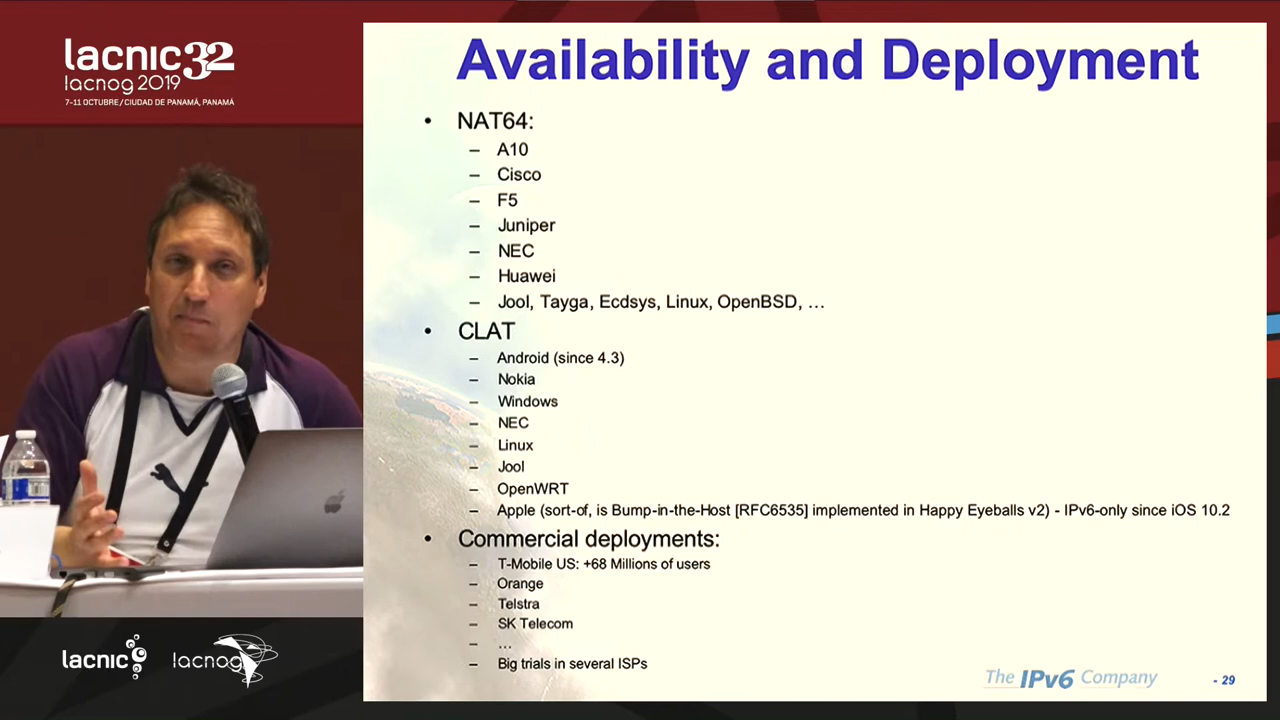 lacnic32
lacnog 2019
7-11 OCTUBRE / CIUDAD DE PANAMÁ, PANAMÁ
Availability and Deployment
• NAT64:
– A10
– Cisco
– F5
– Juniper
– NEC
– Huawei
– Jool, Tayga, Ecdsys, Linux, OpenBSD, …
• CLAT
– Android (since 4.3)
– Nokia
– Windows
– NEC
– Linux
– Jool
– OpenWRT
– Apple (sort-of, is Bump-in-the-Host [RFC6535] implemented in Happy Eyeballs v2) - IPv6-only since iOS 10.2
• Commercial deployments:
– T-Mobile US: +68 Millions of users
– Orange
– Telstra
– SK Telecom
– …
– Big trials in several ISPs
The IPv6 Company
- 29
lacnic
lacnog